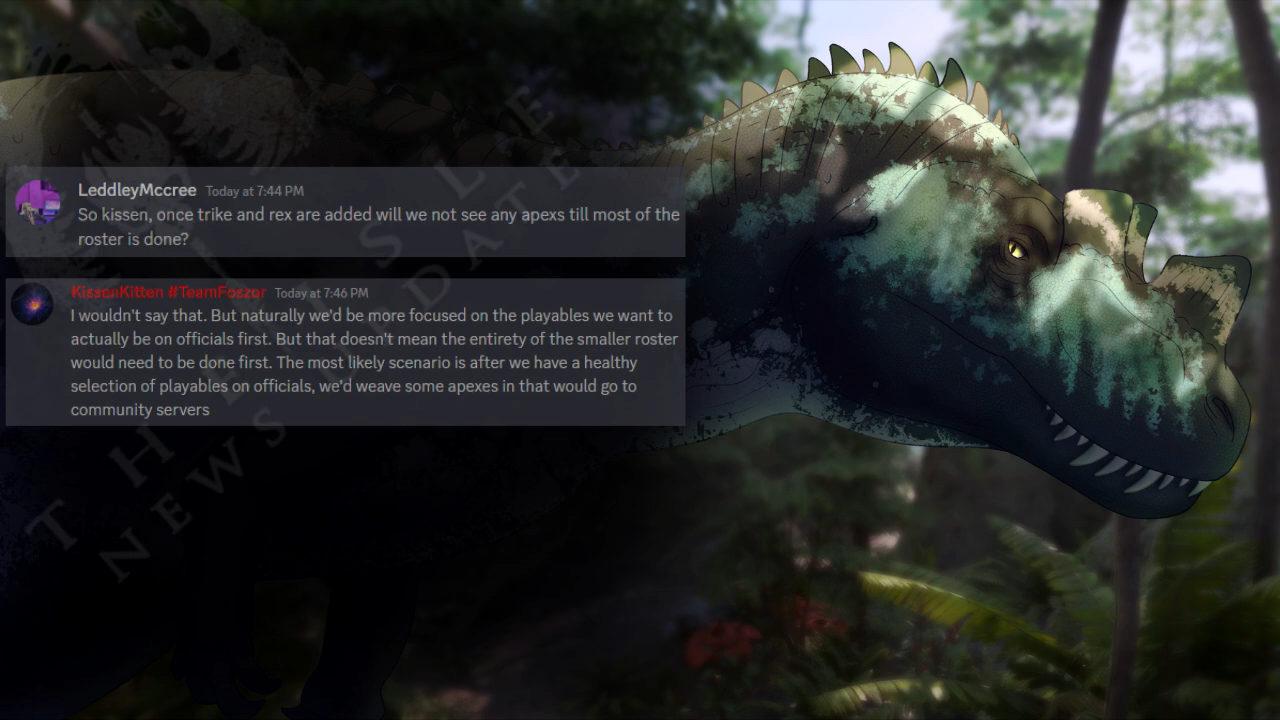 THE ISLE
NEWS UPDATE
LeddleyMccree Today at 7:44 PM
So kissen, once trike and rex are added will we not see any apexs till most of the
roster is done?
KissenKitten #TeamFoszor Today at 7:46 PM
I wouldn't say that. But naturally we'd be more focused on the playables we want to
actually be on officials first. But that doesn't mean the entirety of the smaller roster
would need to be done first. The most likely scenario is after we have a healthy
selection of playables on officials, we'd weave some apexes in that would go to
community servers